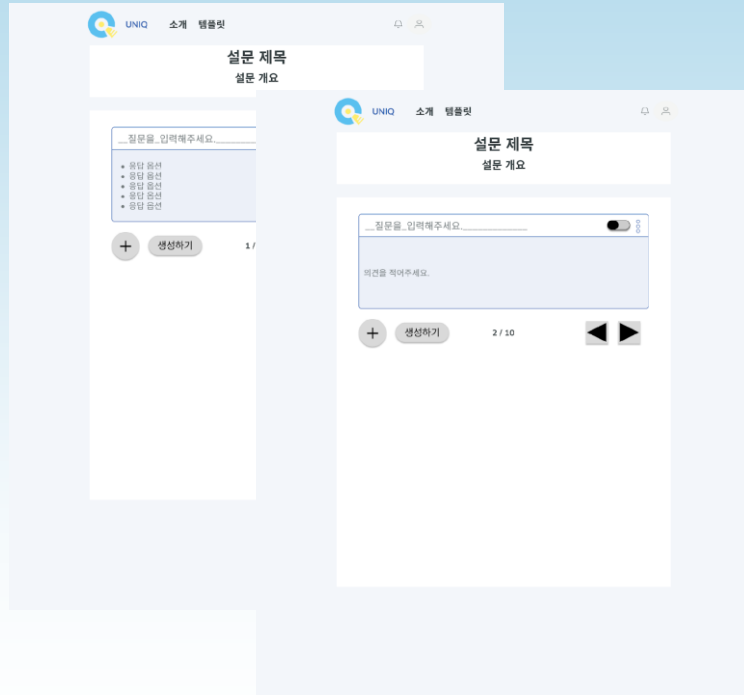 UNIQ 소개 템플릿
설문 제목
설문 개요
__질문을_입력해주세요.__________
• 응답 옵션
• 응답 옵션
• 응답 옵션
• 응답 옵션
• 응답 옵션
+ 생성하기 1 /
UNIQ 소개 템플릿
설문 제목
설문 개요
__질문을_입력해주세요.______________
의견을 적어주세요.
+ 생성하기 2 / 10